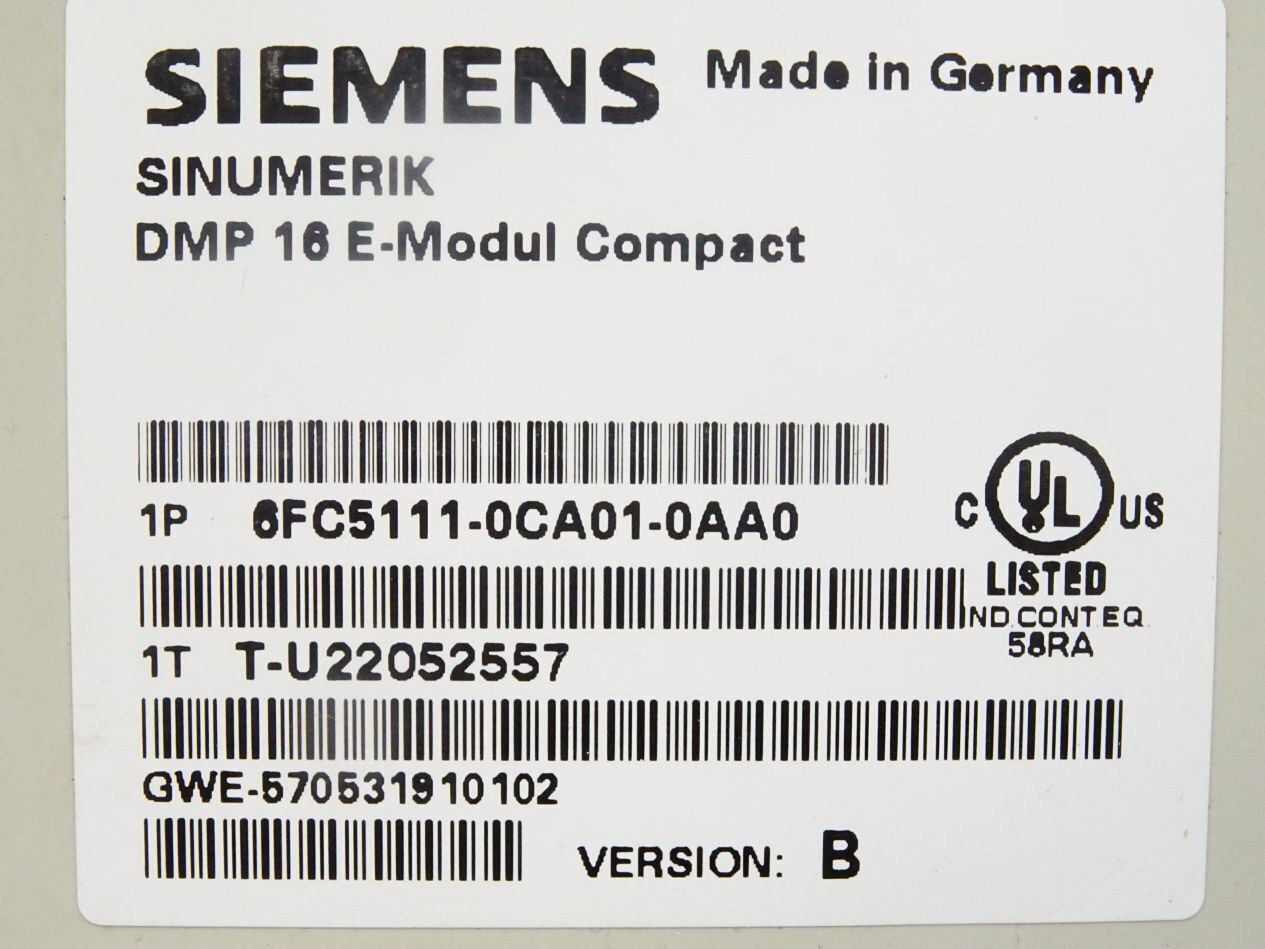 SIEMENS Made in Germany
SINUMERIK
DMP 16 E-Modul Compact
1P 6FC5111-0CA01-0AA0
C UL US
LISTED
IND.CONT.EQ.
58RA
1T T-U22052557
GWE-570531910102
VERSION: B